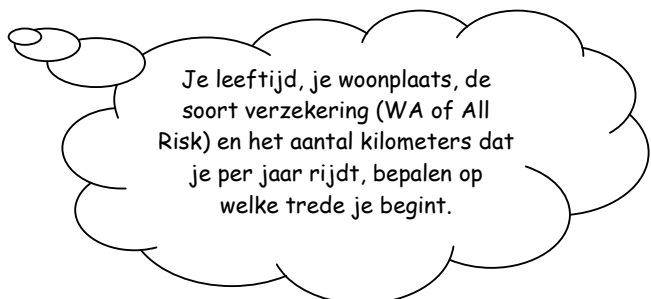 Je leeftijd, je woonplaats, de
soort verzekering (WA of All
Risk) en het aantal kilometers dat
je per jaar rijdt, bepalen op
welke trede je begint.